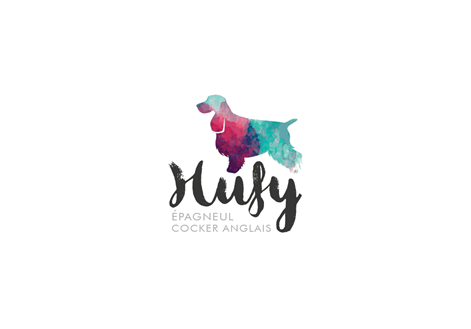 Hufy
ÉPAGNEUL
COCKER ANGLAIS